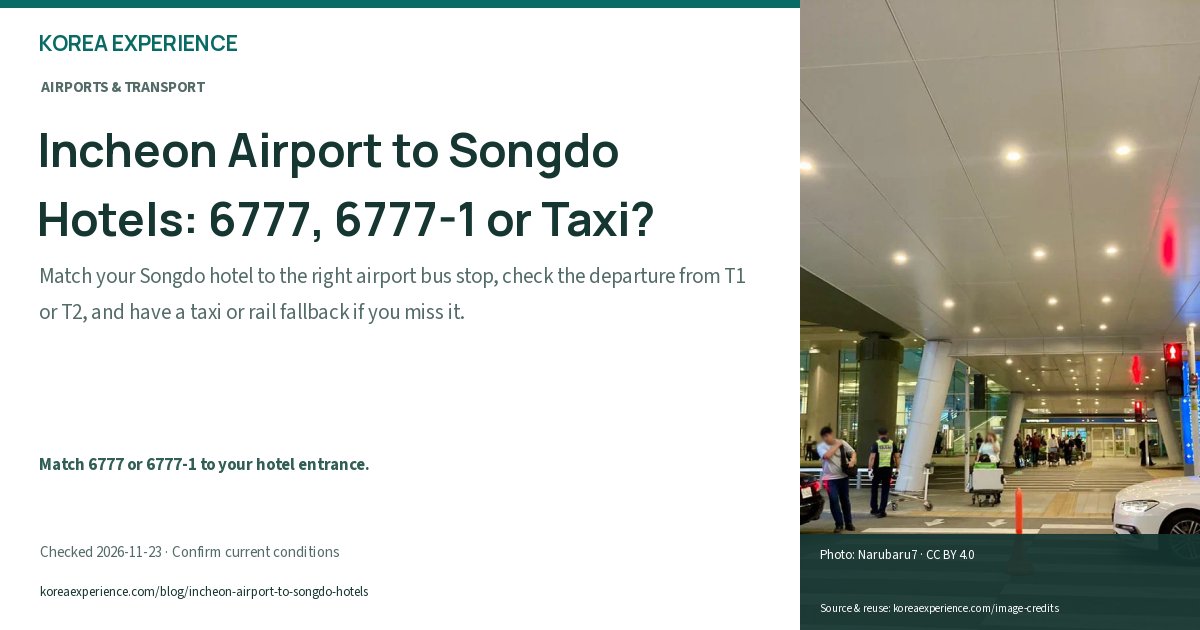 KOREA EXPERIENCE
AIRPORTS & TRANSPORT
Incheon Airport to Songdo
Hotels: 6777, 6777-1 or Taxi?
Match your Songdo hotel to the right airport bus stop, check the departure from T1
or T2, and have a taxi or rail fallback if you miss it.
Match 6777 or 6777-1 to your hotel entrance.
Checked 2026-11-23 · Confirm current conditions
koreaexperience.com/blog/incheon-airport-to-songdo-hotels
Photo: Narubaru7 · CC BY 4.0
Source & reuse: koreaexperience.com/image-credits